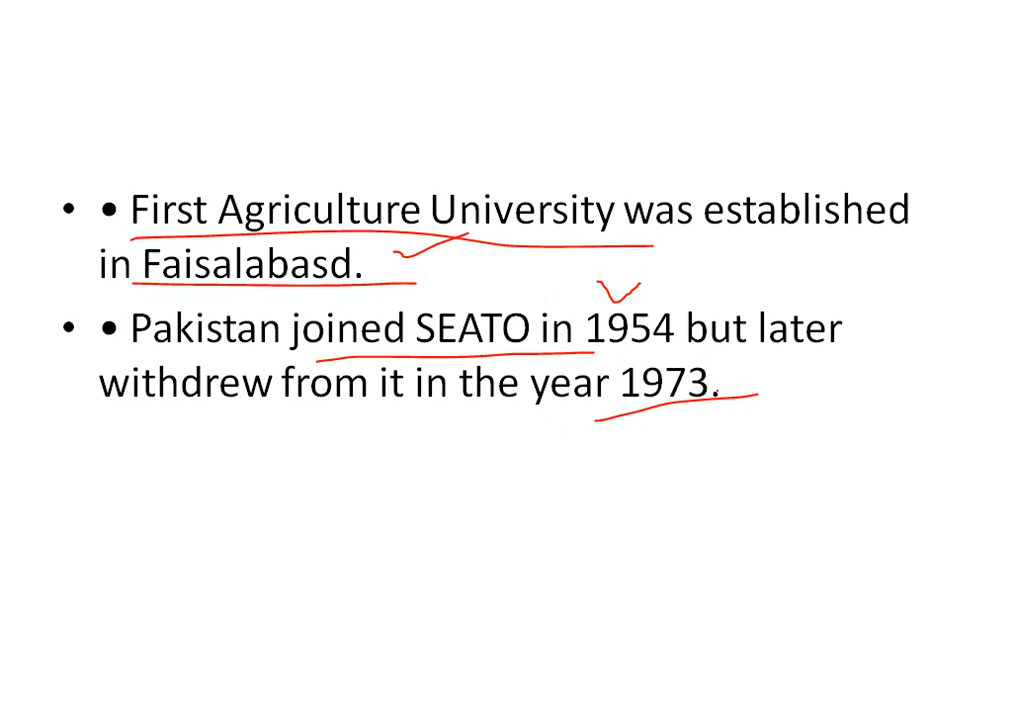 • • First Agriculture University was established
in Faisalabasd.
• • Pakistan joined SEATO in 1954 but later
withdrew from it in the year 1973.